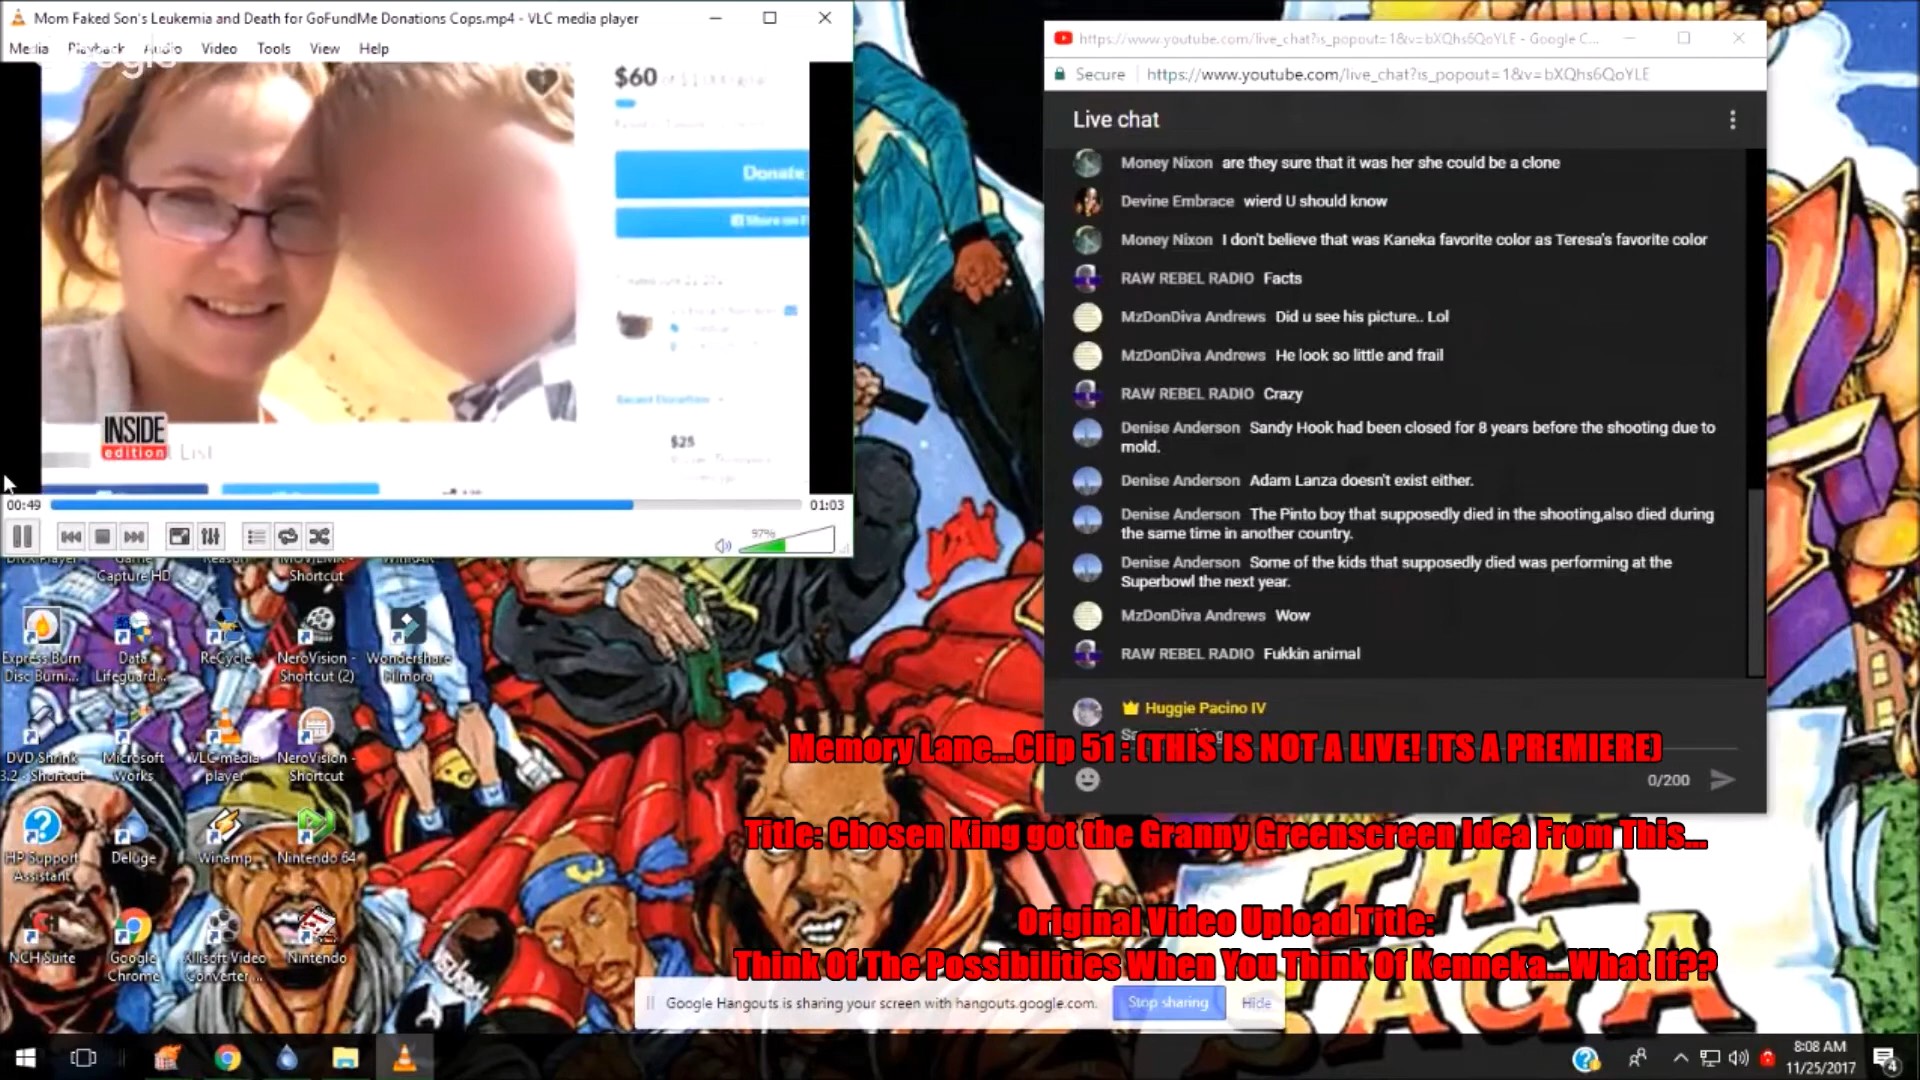 Mom Faked Son's Leukemia and Death for GoFundMe Donations Cops.mp4 - VLC media player
Media Playback Audio Video Tools View Help
Google
$60
Donate
Share on
Recent Donations
$25
INSIDE
edition
List
00:49
01:03
97%
https://www.youtube.com/live_chat?is_popout=1&v=bXQhs6QoYLE - Google C...
Secure https://www.youtube.com/live_chat?is_popout=1&v=bXQhs6QoYLE
Live chat
Money Nixon are they sure that it was her she could be a clone
Devine Embrace wierd U should know
Money Nixon I don't believe that was Kaneka favorite color as Teresa's favorite color
RAW REBEL RADIO Facts
MzDonDiva Andrews Did u see his picture.. Lol
MzDonDiva Andrews He look so little and frail
RAW REBEL RADIO Crazy
Denise Anderson Sandy Hook had been closed for 8 years before the shooting due to
mold.
Denise Anderson Adam Lanza doesn't exist either.
Denise Anderson The Pinto boy that supposedly died in the shooting,also died during
the same time in another country.
Denise Anderson Some of the kids that supposedly died was performing at the
Superbowl the next year.
MzDonDiva Andrews Wow
RAW REBEL RADIO Fukkin animal
Huggie Pacino IV
0/200
Memory Lane...Clip 51 : (THIS IS NOT A LIVE! ITS A PREMIERE)
Title: Chosen King got the Granny Greenscreen Idea From This...
Original Video Upload Title:
Think Of The Possibilities When You Think Of Kenneka...What If??
Capture HD
Shortcut
Express Burn
Disc Burni...
Data
Lifeguard...
ReCycle
NeroVision -
Shortcut (2)
Wondershare
Filmora
DVD Shrink
3.2 - Shortcut
Microsoft
Works
VLC media
player
NeroVision -
Shortcut
HP Support
Assistant
Deluge
Winamp
Nintendo 64
NCH Suite
Google
Chrome
Xilisoft Video
Converter ...
Nintendo
THE
SAGA
Google Hangouts is sharing your screen with hangouts.google.com.
Stop sharing
Hide
8:08 AM
11/25/2017
4